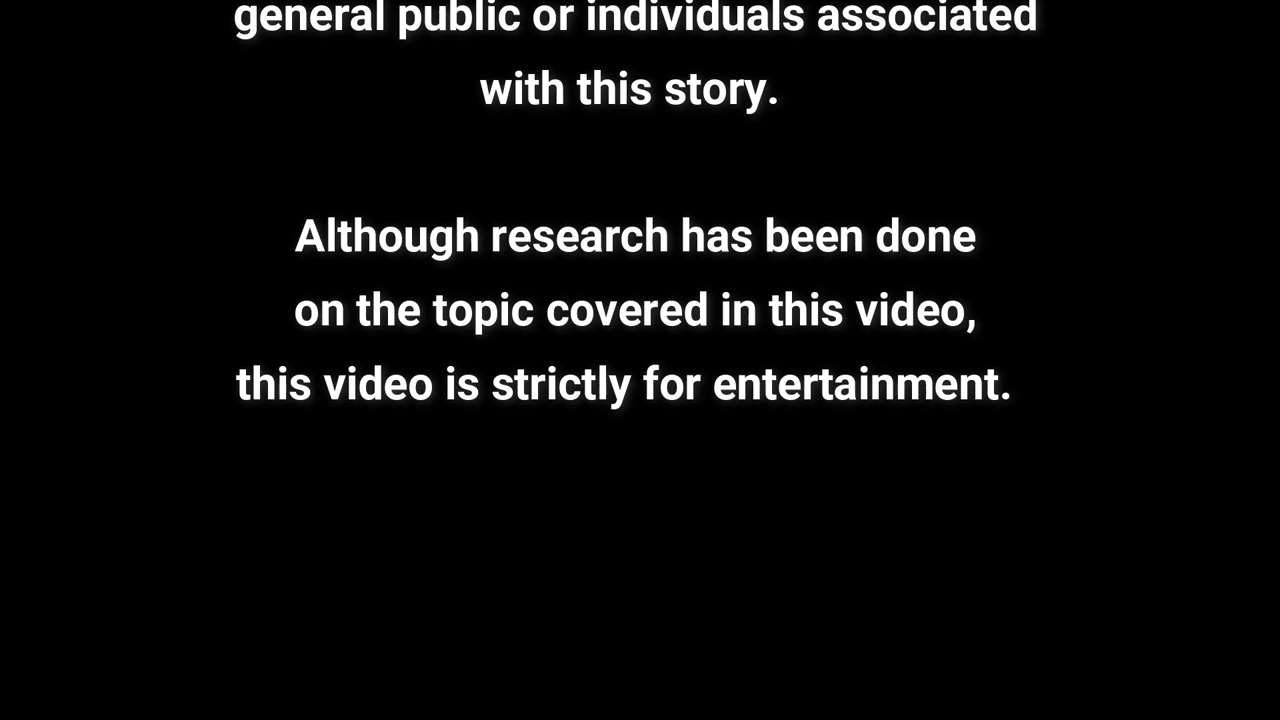 general public or individuals associated
with this story.
Although research has been done
on the topic covered in this video,
this video is strictly for entertainment.